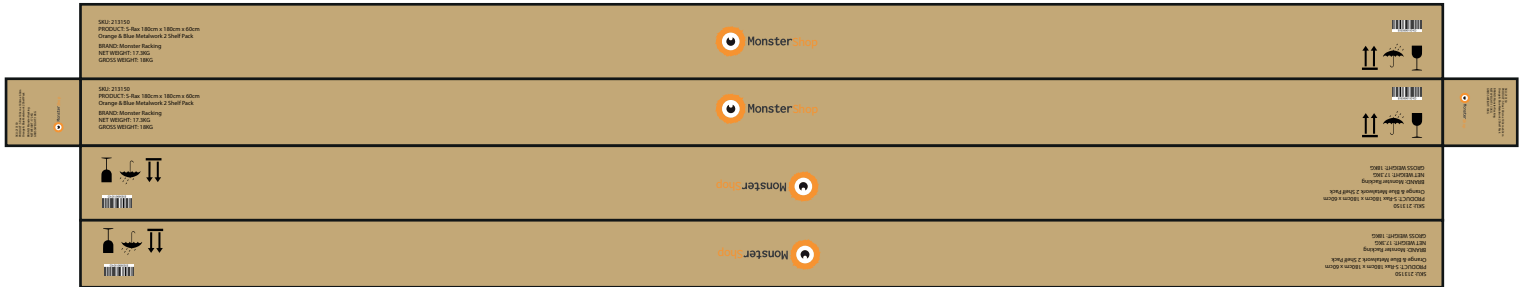 SKU: 213150
PRODUCT: S-Rax 180cm x 180cm x 60cm
Orange & Blue Metalwork 2 Shelf Pack
BRAND: Monster Racking
NET WEIGHT: 17.3KG
GROSS WEIGHT: 18KG
Monster
SKU: 213150
PRODUCT: S-Rax 180cm x 180cm x 60cm
Orange & Blue Metalwork 2 Shelf Pack
BRAND: Monster Racking
NET WEIGHT: 17.3KG
GROSS WEIGHT: 18KG
Monster
Monster
Monster
Monster
SKU: 213150
PRODUCT: S-Rax 180cm x 180cm x 60cm
Orange & Blue Metalwork 2 Shelf Pack
BRAND: Monster Racking
NET WEIGHT: 17.3KG
GROSS WEIGHT: 18KG
Monster
SKU: 213150
PRODUCT: S-Rax 180cm x 180cm x 60cm
Orange & Blue Metalwork 2 Shelf Pack
BRAND: Monster Racking
NET WEIGHT: 17.3KG
GROSS WEIGHT: 18KG